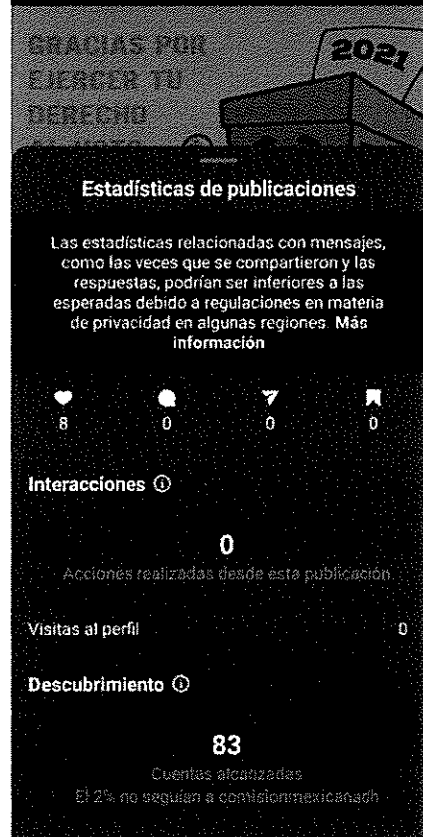 GRACIAS POR
EJERCER TU
DERECHO
2021
Estadísticas de publicaciones
Las estadísticas relacionadas con mensajes,
como las veces que se compartieron y las
respuestas, podrían ser inferiores a las
esperadas debido a regulaciones en materia
de privacidad en algunas regiones. Más
información
8 0 0 0
Interacciones
0
Acciones realizadas desde esta publicación
Visitas al perfil 0
Descubrimiento
83
Cuentas alcanzadas
El 2% no seguían a comisionmexicanadh